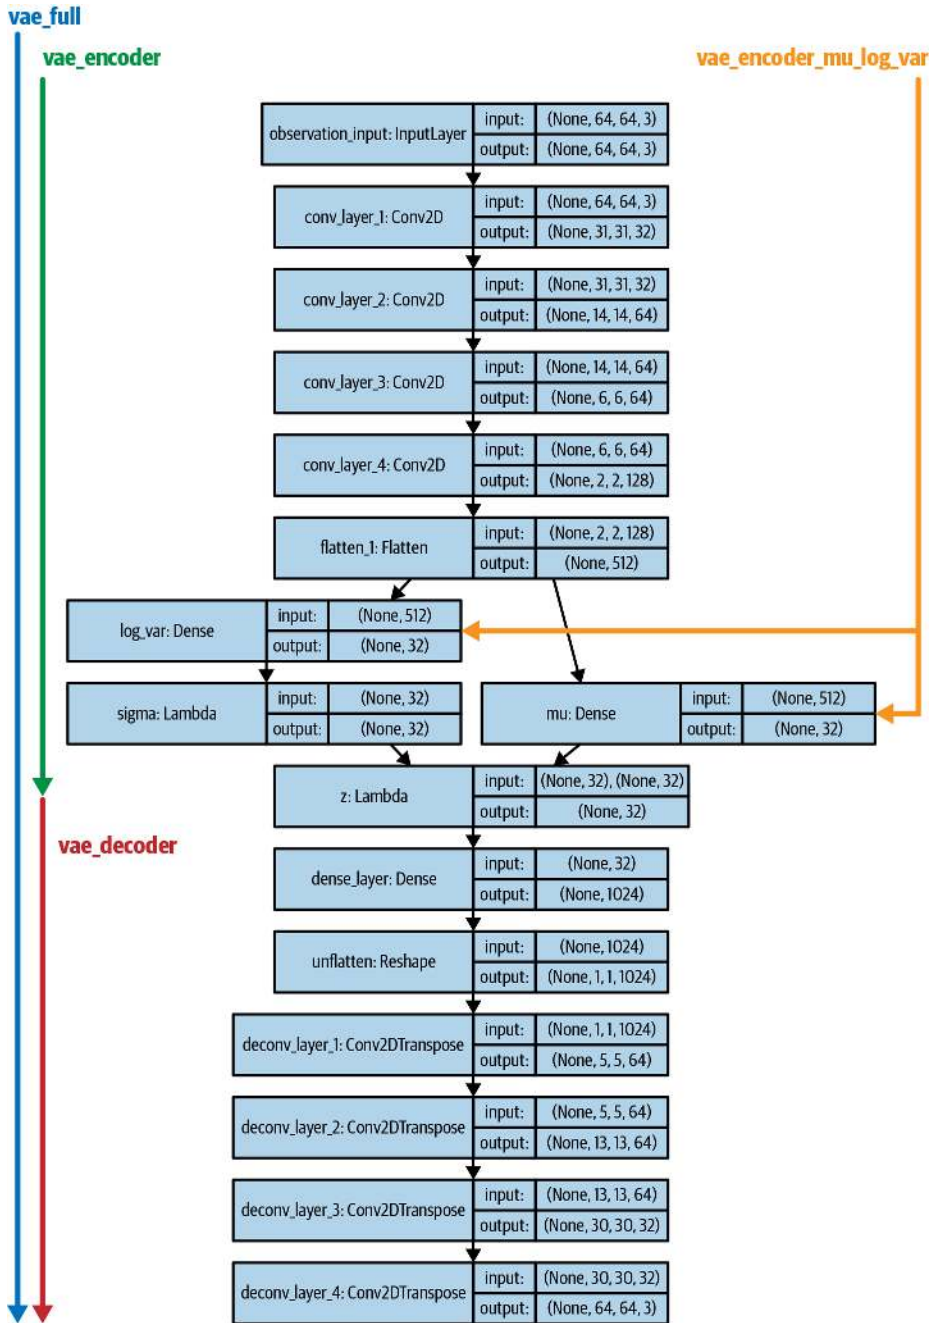 vae_full
vae_encoder
vae_encoder_mu_log_var
observation_input: InputLayer
input: (None, 64, 64, 3)
output: (None, 64, 64, 3)
conv_layer_1: Conv2D
input: (None, 64, 64, 3)
output: (None, 31, 31, 32)
conv_layer_2: Conv2D
input: (None, 31, 31, 32)
output: (None, 14, 14, 64)
conv_layer_3: Conv2D
input: (None, 14, 14, 64)
output: (None, 6, 6, 64)
conv_layer_4: Conv2D
input: (None, 6, 6, 64)
output: (None, 2, 2, 128)
flatten_1: Flatten
input: (None, 2, 2, 128)
output: (None, 512)
log_var: Dense
input: (None, 512)
output: (None, 32)
sigma: Lambda
input: (None, 32)
output: (None, 32)
mu: Dense
input: (None, 512)
output: (None, 32)
z: Lambda
input: (None, 32), (None, 32)
output: (None, 32)
vae_decoder
dense_layer: Dense
input: (None, 32)
output: (None, 1024)
unflatten: Reshape
input: (None, 1024)
output: (None, 1, 1, 1024)
deconv_layer_1: Conv2DTranspose
input: (None, 1, 1, 1024)
output: (None, 5, 5, 64)
deconv_layer_2: Conv2DTranspose
input: (None, 5, 5, 64)
output: (None, 13, 13, 64)
deconv_layer_3: Conv2DTranspose
input: (None, 13, 13, 64)
output: (None, 30, 30, 32)
deconv_layer_4: Conv2DTranspose
input: (None, 30, 30, 32)
output: (None, 64, 64, 3)